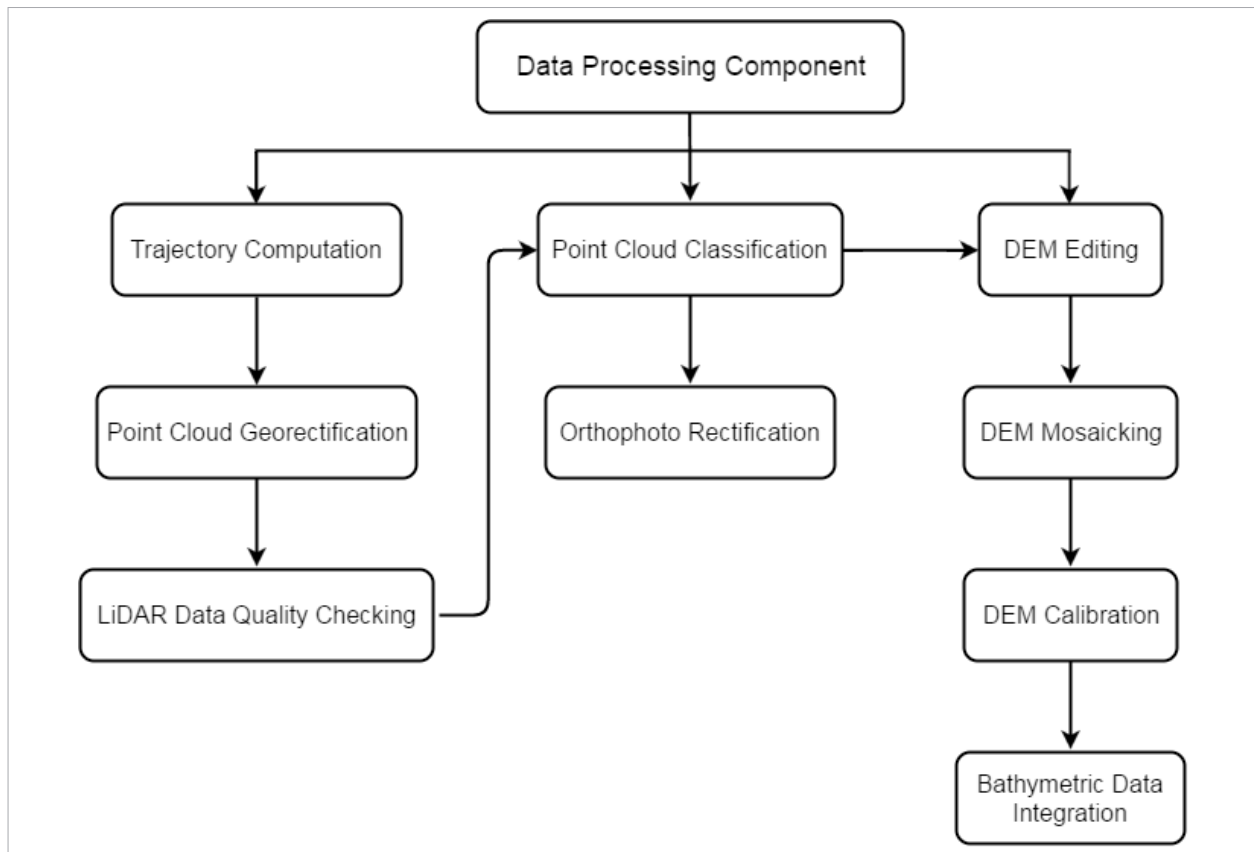 Data Processing Component
Trajectory Computation
Point Cloud Classification
DEM Editing
Point Cloud Georectification
Orthophoto Rectification
DEM Mosaicking
LiDAR Data Quality Checking
DEM Calibration
Bathymetric Data
Integration